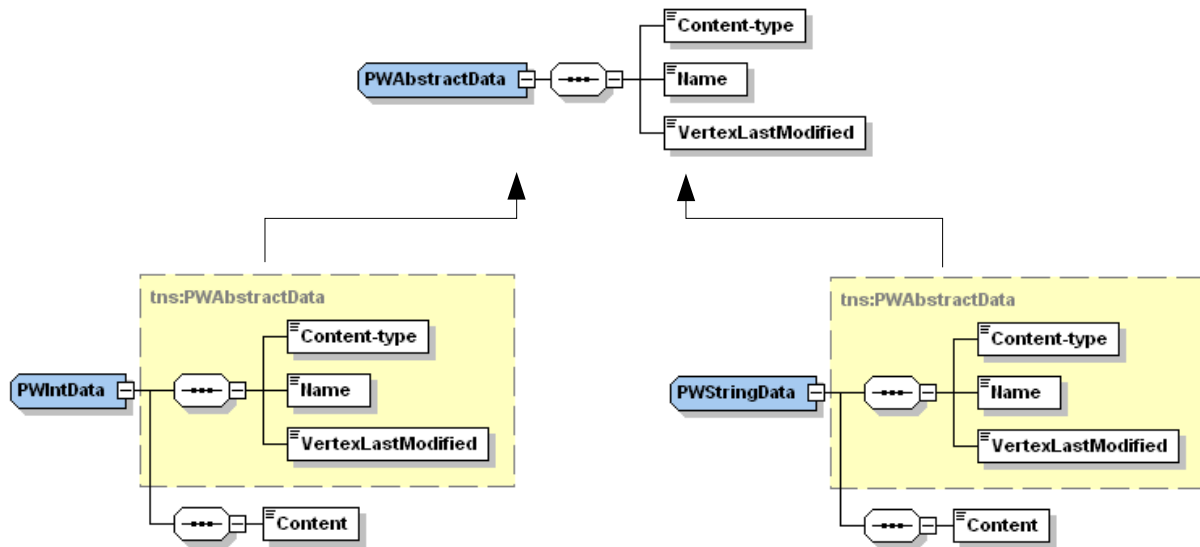 Content-type
PWAbstractData
Name
VertexLastModified
tns:PWAbstractData
Content-type
PWIntData
Name
VertexLastModified
Content
tns:PWAbstractData
Content-type
PWStringData
Name
VertexLastModified
Content